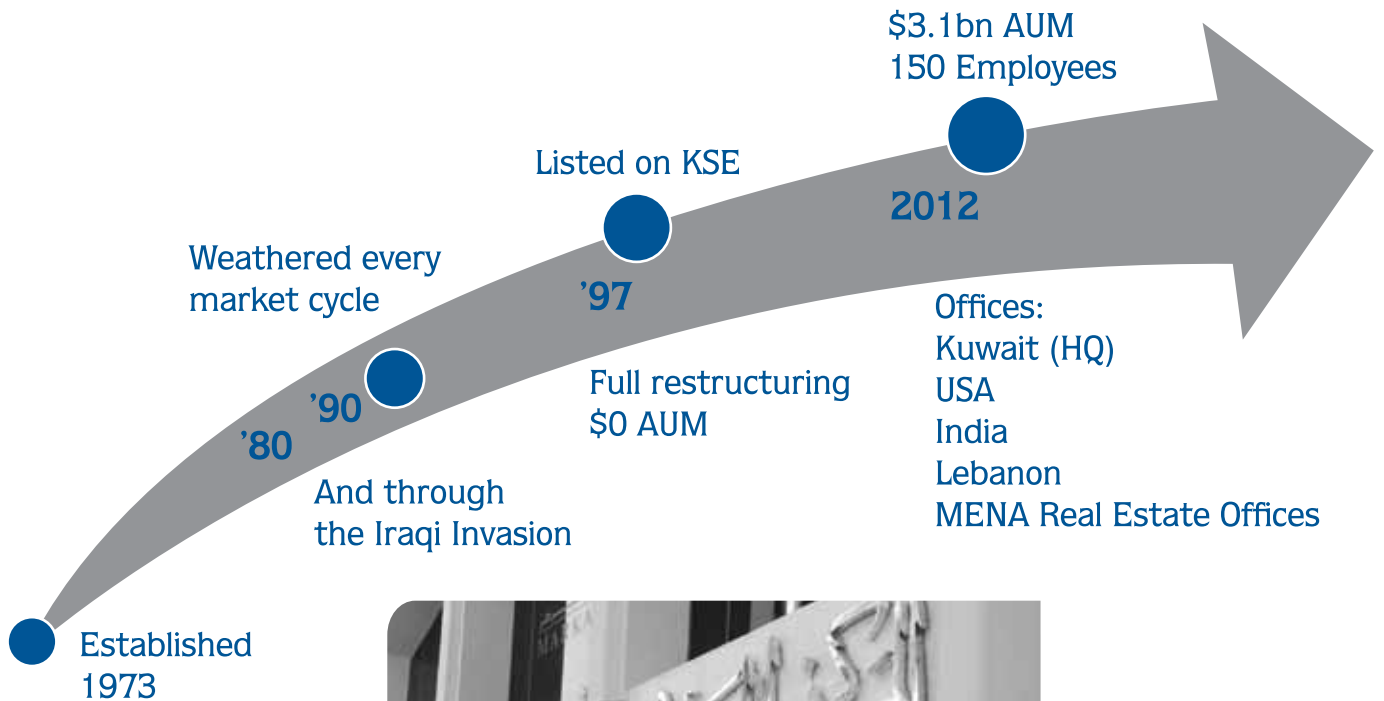 $3.1bn AUM
150 Employees
Listed on KSE
2012
Weathered every
market cycle
’97
Offices:
Kuwait (HQ)
USA
India
Lebanon
MENA Real Estate Offices
Full restructuring
$0 AUM
’90
’80
And through
the Iraqi Invasion
MARKA
Established
1973